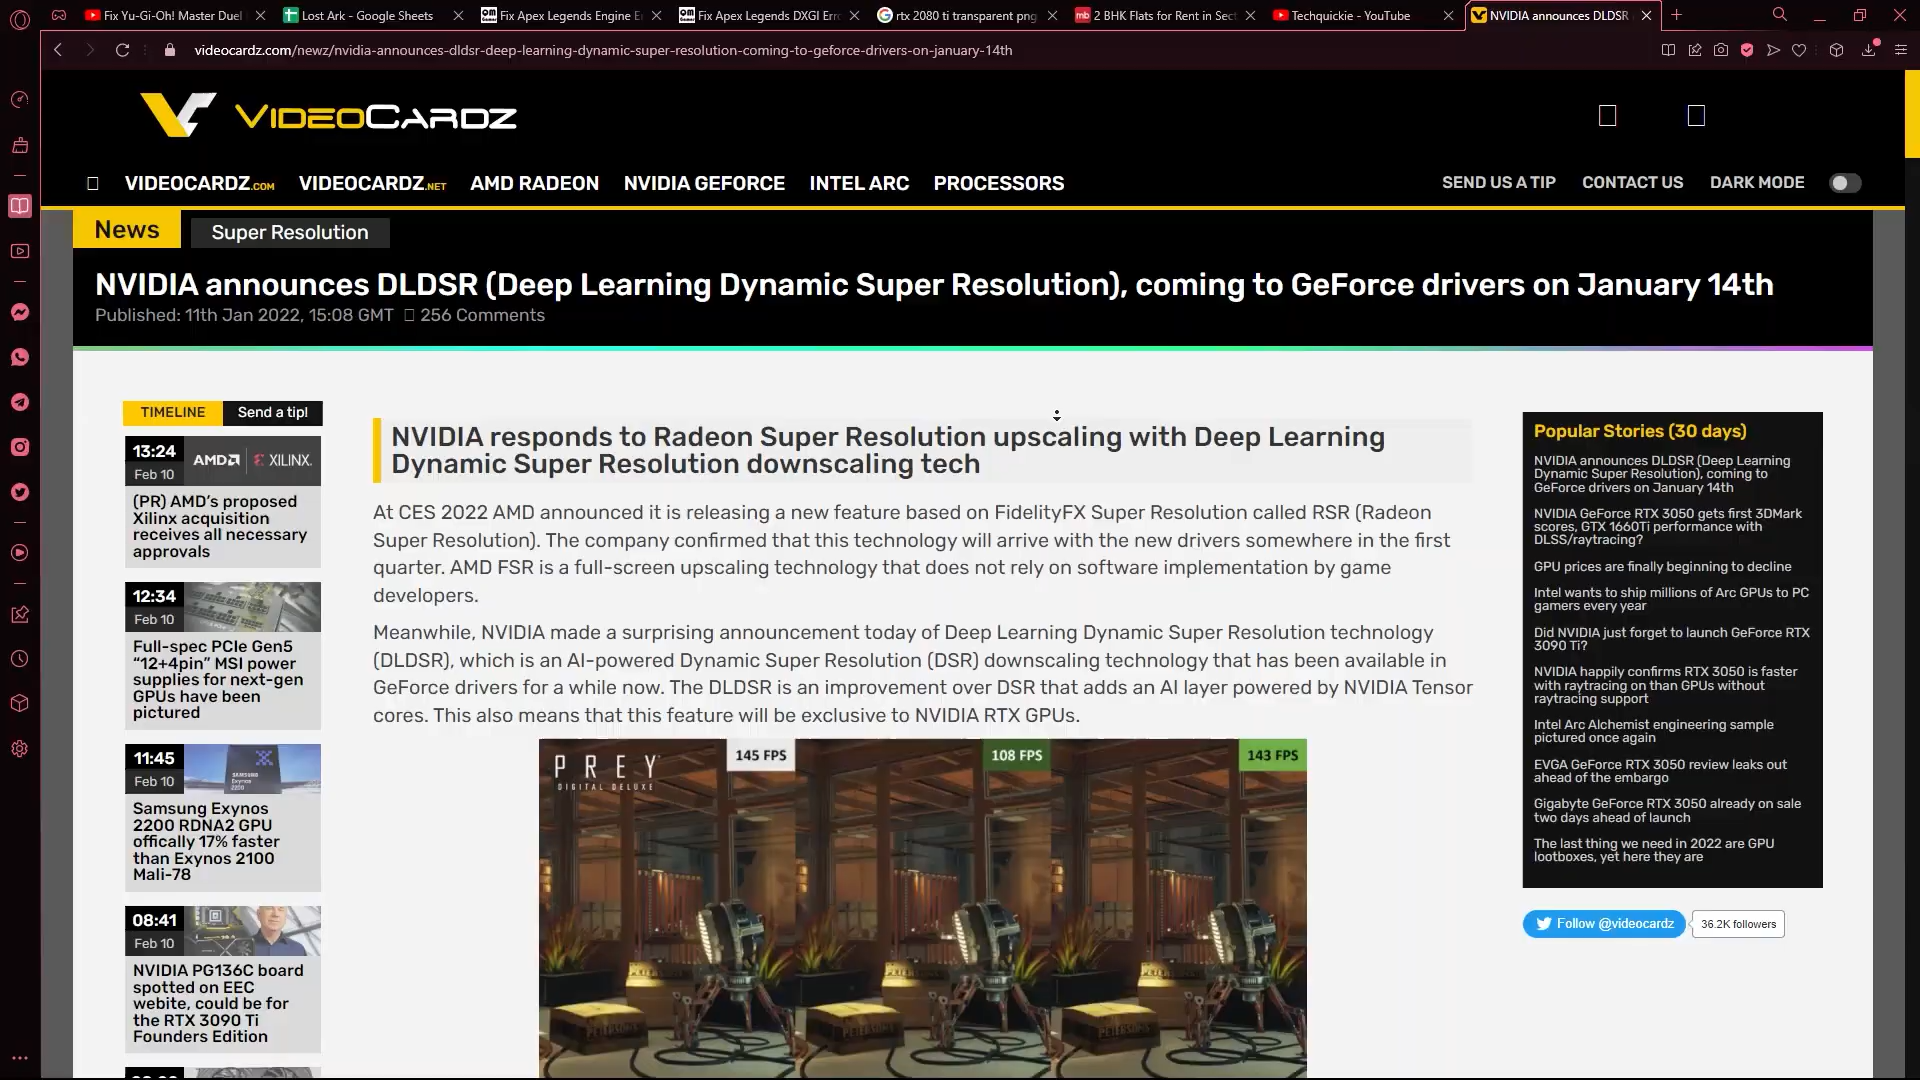 Fix Yu-Gi-Oh! Master Duel
Lost Ark - Google Sheets
Fix Apex Legends Engine E
Fix Apex Legends DXGI Erro
rtx 2080 ti transparent png
2 BHK Flats for Rent in Sect
Techquickie - YouTube
NVIDIA announces DLDSR
videocardz.com/newz/nvidia-announces-dldsr-deep-learning-dynamic-super-resolution-coming-to-geforce-drivers-on-january-14th
VIDEOCARDZ
VIDEOCARDZ.COM
VIDEOCARDZ.NET
AMD RADEON
NVIDIA GEFORCE
INTEL ARC
PROCESSORS
SEND US A TIP
CONTACT US
DARK MODE
News
Super Resolution
NVIDIA announces DLDSR (Deep Learning Dynamic Super Resolution), coming to GeForce drivers on January 14th
Published: 11th Jan 2022, 15:08 GMT 256 Comments
TIMELINE
Send a tip!
13:24
Feb 10
AMD XILINX.
(PR) AMD's proposed
Xilinx acquisition
receives all necessary
approvals
12:34
Feb 10
Full-spec PCIe Gen5
“12+4pin” MSI power
supplies for next-gen
GPUs have been
pictured
11:45
Feb 10
SAMSUNG
Exynos
2200
Samsung Exynos
2200 RDNA2 GPU
offically 17% faster
than Exynos 2100
Mali-78
08:41
Feb 10
NVIDIA PG136C board
spotted on EEC
webite, could be for
the RTX 3090 Ti
Founders Edition
NVIDIA responds to Radeon Super Resolution upscaling with Deep Learning
Dynamic Super Resolution downscaling tech
At CES 2022 AMD announced it is releasing a new feature based on FidelityFX Super Resolution called RSR (Radeon
Super Resolution). The company confirmed that this technology will arrive with the new drivers somewhere in the first
quarter. AMD FSR is a full-screen upscaling technology that does not rely on software implementation by game
developers.
Meanwhile, NVIDIA made a surprising announcement today of Deep Learning Dynamic Super Resolution technology
(DLDSR), which is an AI-powered Dynamic Super Resolution (DSR) downscaling technology that has been available in
GeForce drivers for a while now. The DLDSR is an improvement over DSR that adds an AI layer powered by NVIDIA Tensor
cores. This also means that this feature will be exclusive to NVIDIA RTX GPUs.
PREY
DIGITAL DELUXE
145 FPS
108 FPS
143 FPS
PETERSON'S
PETERSON'S
PETERSON'S
Popular Stories (30 days)
NVIDIA announces DLDSR (Deep Learning
Dynamic Super Resolution), coming to
GeForce drivers on January 14th
NVIDIA GeForce RTX 3050 gets first 3DMark
scores, GTX 1660Ti performance with
DLSS/raytracing?
GPU prices are finally beginning to decline
Intel wants to ship millions of Arc GPUs to PC
gamers every year
Did NVIDIA just forget to launch GeForce RTX
3090 Ti?
NVIDIA happily confirms RTX 3050 is faster
with raytracing on than GPUs without
raytracing support
Intel Arc Alchemist engineering sample
pictured once again
EVGA GeForce RTX 3050 review leaks out
ahead of the embargo
Gigabyte GeForce RTX 3050 already on sale
two days ahead of launch
The last thing we need in 2022 are GPU
lootboxes, yet here they are
Follow @videocardz
36.2K followers